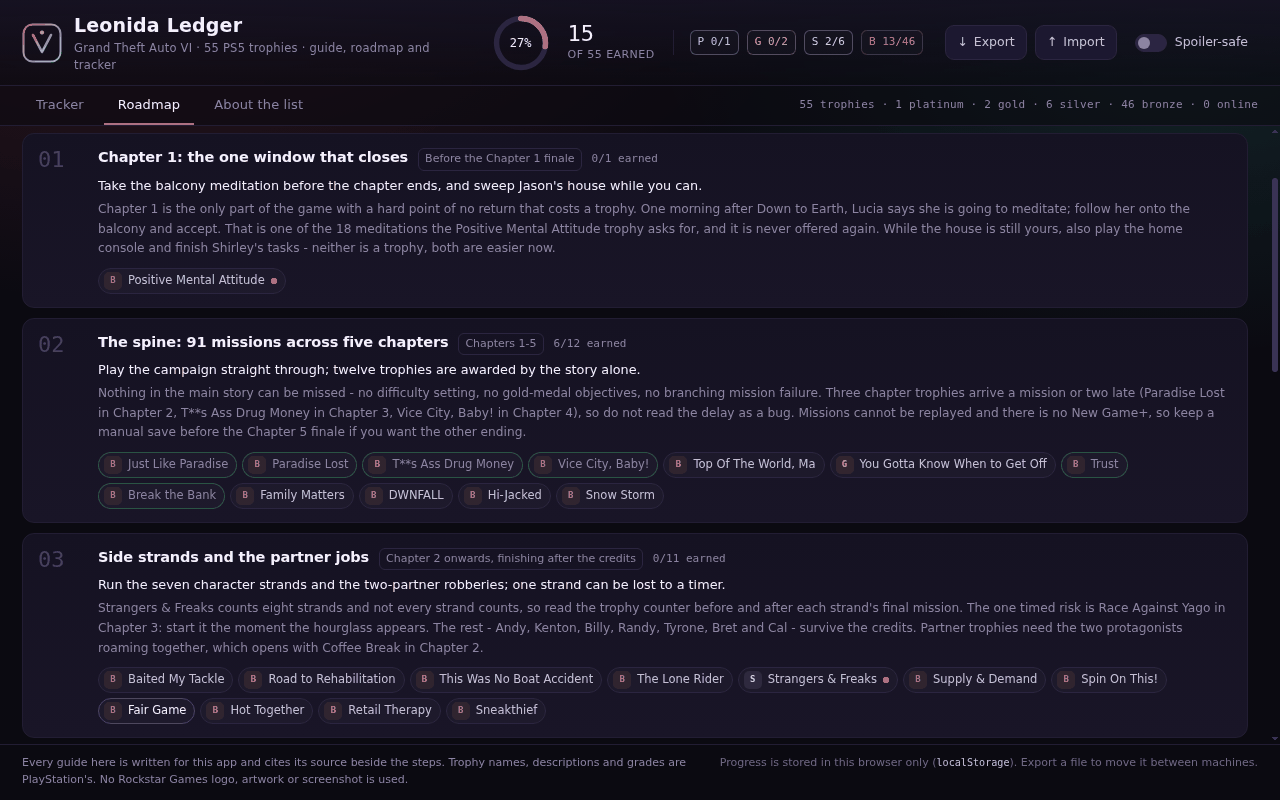 Leonida Ledger
Grand Theft Auto VI · 55 PS5 trophies · guide, roadmap and
tracker
27%
15
OF 55 EARNED
P 0/1
G 0/2
S 2/6
B 13/46
↓ Export
↑ Import
Spoiler-safe
Tracker
Roadmap
About the list
55 trophies · 1 platinum · 2 gold · 6 silver · 46 bronze · 0 online
01
Chapter 1: the one window that closes
Before the Chapter 1 finale
0/1 earned
Take the balcony meditation before the chapter ends, and sweep Jason's house while you can.
Chapter 1 is the only part of the game with a hard point of no return that costs a trophy. One morning after Down to Earth, Lucia says she is going to meditate; follow her onto the
balcony and accept. That is one of the 18 meditations the Positive Mental Attitude trophy asks for, and it is never offered again. While the house is still yours, also play the home
console and finish Shirley's tasks - neither is a trophy, both are easier now.
B Positive Mental Attitude
02
The spine: 91 missions across five chapters
Chapters 1-5
6/12 earned
Play the campaign straight through; twelve trophies are awarded by the story alone.
Nothing in the main story can be missed - no difficulty setting, no gold-medal objectives, no branching mission failure. Three chapter trophies arrive a mission or two late (Paradise Lost
in Chapter 2, T**s Ass Drug Money in Chapter 3, Vice City, Baby! in Chapter 4), so do not read the delay as a bug. Missions cannot be replayed and there is no New Game+, so keep a
manual save before the Chapter 5 finale if you want the other ending.
B Just Like Paradise
B Paradise Lost
B T**s Ass Drug Money
B Vice City, Baby!
B Top Of The World, Ma
G You Gotta Know When to Get Off
B Trust
B Break the Bank
B Family Matters
B DWNFALL
B Hi-Jacked
B Snow Storm
03
Side strands and the partner jobs
Chapter 2 onwards, finishing after the credits
0/11 earned
Run the seven character strands and the two-partner robberies; one strand can be lost to a timer.
Strangers & Freaks counts eight strands and not every strand counts, so read the trophy counter before and after each strand's final mission. The one timed risk is Race Against Yago in
Chapter 3: start it the moment the hourglass appears. The rest - Andy, Kenton, Billy, Randy, Tyrone, Bret and Cal - survive the credits. Partner trophies need the two protagonists
roaming together, which opens with Coffee Break in Chapter 2.
B Baited My Tackle
B Road to Rehabilitation
B This Was No Boat Accident
B The Lone Rider
S Strangers & Freaks
B Supply & Demand
B Spin On This!
B Fair Game
B Hot Together
B Retail Therapy
B Sneakthief
Every guide here is written for this app and cites its source beside the steps. Trophy names, descriptions and grades are
PlayStation's. No Rockstar Games logo, artwork or screenshot is used.
Progress is stored in this browser only (localStorage). Export a file to move it between machines.